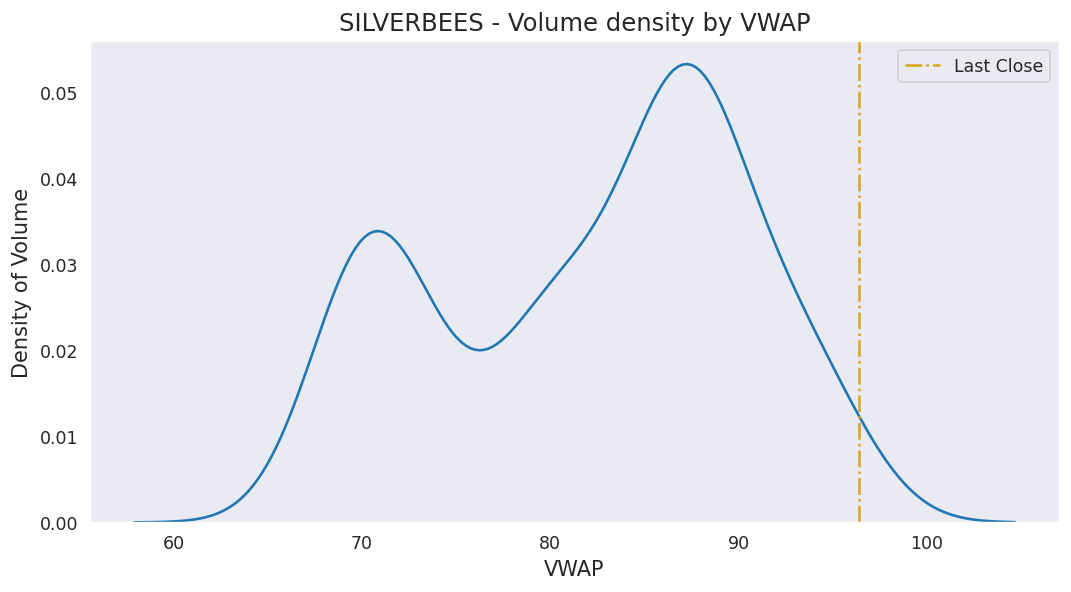 SILVERBEES - Volume density by VWAP
Last Close
Density of Volume
0.05
0.04
0.03
0.02
0.01
0.00
60 70 80 90 100
VWAP